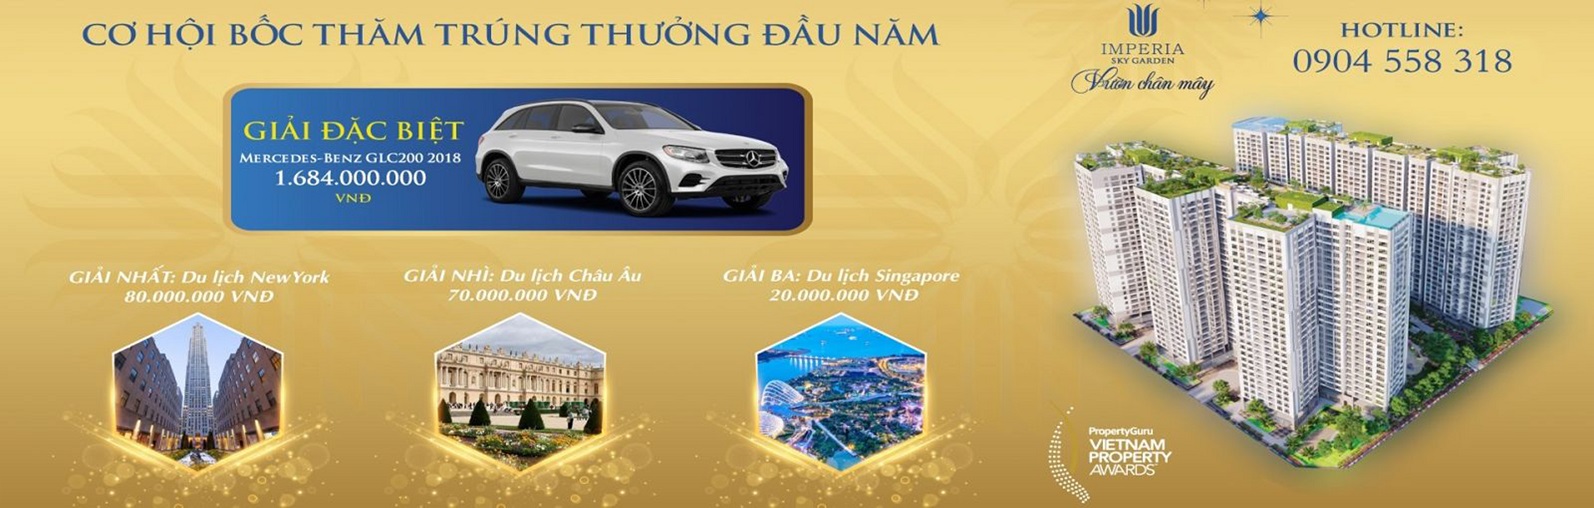 CƠ HỘI BỐC THĂM TRÚNG THƯỞNG ĐẦU NĂM
GIẢI ĐẶC BIỆT
MERCEDES-BENZ GLC200 2018
1.684.000.000
VNĐ
GIẢI NHẤT: Du lịch NewYork
80.000.000 VNĐ
GIẢI NHÌ: Du lịch Châu Âu
70.000.000 VNĐ
GIẢI BA: Du lịch Singapore
20.000.000 VNĐ
IMPERIA
SKY GARDEN
Vườn chân mây
HOTLINE:
0904 558 318
PropertyGuru
VIETNAM
PROPERTY
AWARDS